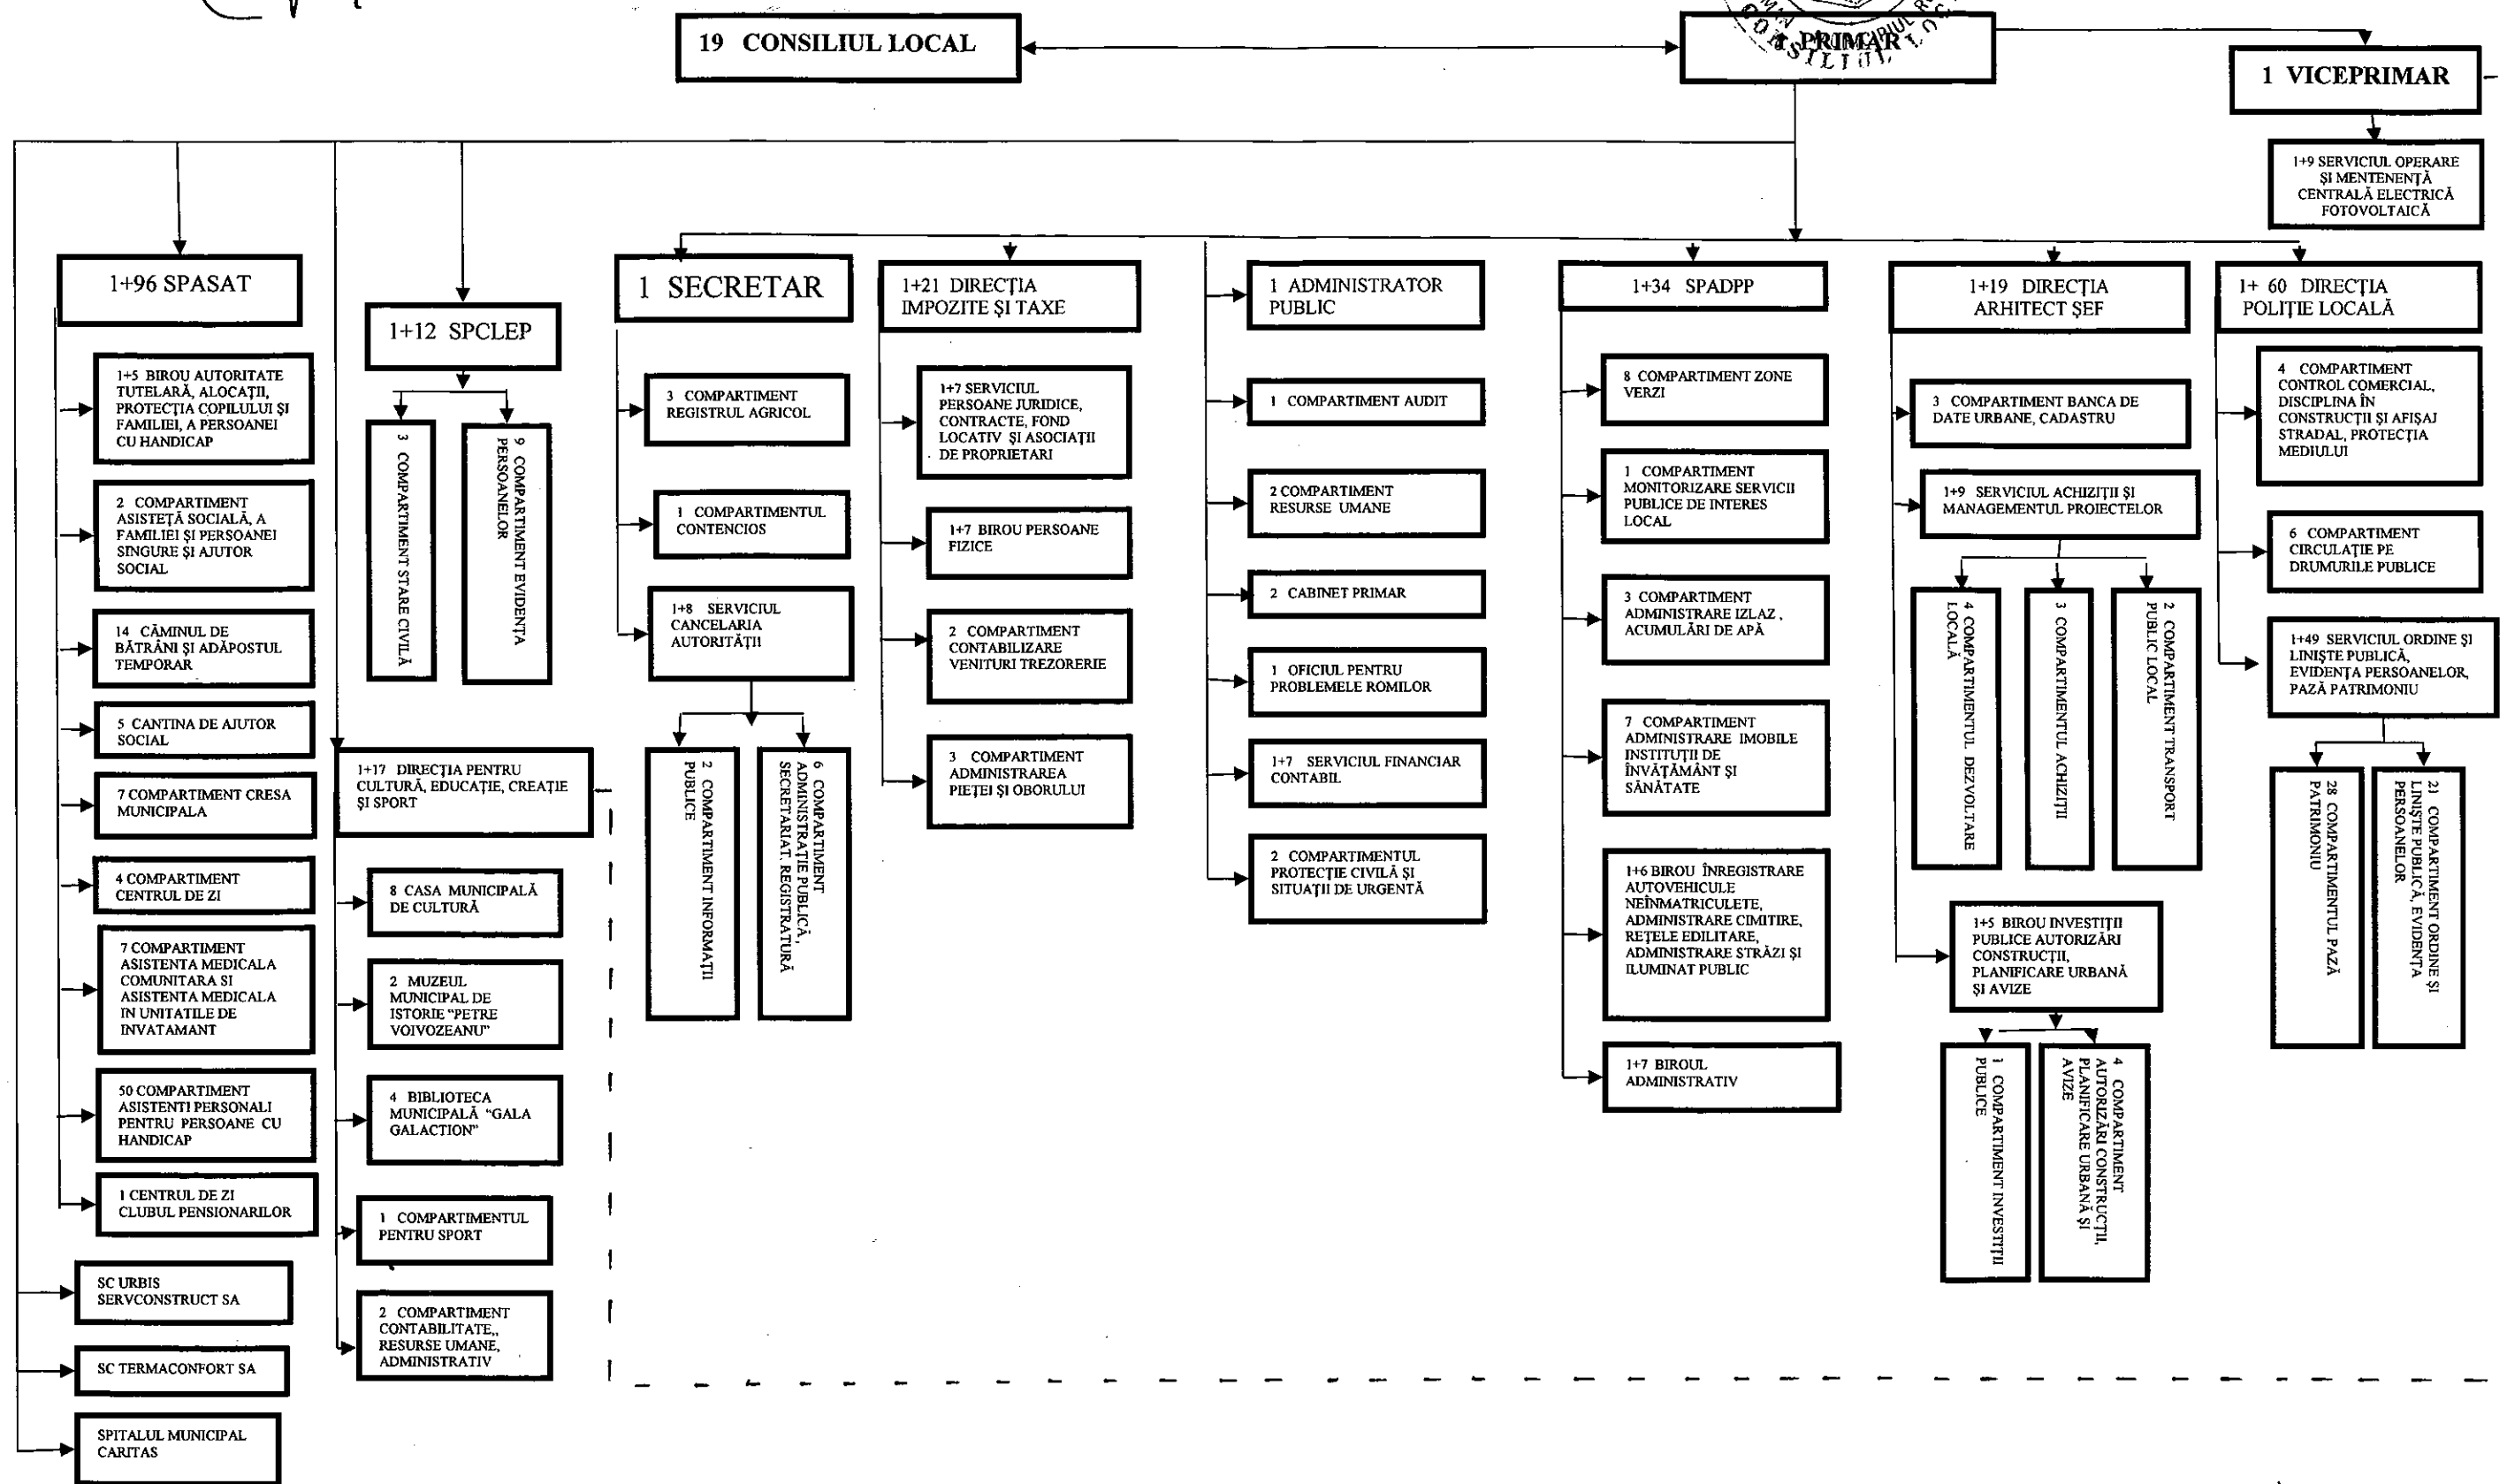 19 CONSILIUL LOCAL
1 PRIMAR
CONSILIUL LOC
1 VICEPRIMAR
1+9 SERVICIUL OPERARE
ŞI MENTENENŢĂ
CENTRALĂ ELECTRICĂ
FOTOVOLTAICĂ
1+96 SPASAT
1+5 BIROU AUTORITATE
TUTELARĂ, ALOCAŢII,
PROTECŢIA COPILULUI ŞI
FAMILIEI, A PERSOANEI
CU HANDICAP
2 COMPARTIMENT
ASISTEŢĂ SOCIALĂ, A
FAMILIEI ŞI PERSOANEI
SINGURE ŞI AJUTOR
SOCIAL
14 CĂMINUL DE
BĂTRÂNI ŞI ADĂPOSTUL
TEMPORAR
5 CANTINA DE AJUTOR
SOCIAL
7 COMPARTIMENT CRESA
MUNICIPALA
4 COMPARTIMENT
CENTRUL DE ZI
7 COMPARTIMENT
ASISTENTA MEDICALA
COMUNITARA SI
ASISTENTA MEDICALA
IN UNITATILE DE
INVATAMANT
50 COMPARTIMENT
ASISTENTI PERSONALI
PENTRU PERSOANE CU
HANDICAP
1 CENTRUL DE ZI
CLUBUL PENSIONARILOR
SC URBIS
SERVCONSTRUCT SA
SC TERMACONFORT SA
SPITALUL MUNICIPAL
CARITAS
1+12 SPCLEP
3 COMPARTIMENT STARE CIVILĂ
9 COMPARTIMENT EVIDENŢA
PERSOANELOR
1+17 DIRECŢIA PENTRU
CULTURĂ, EDUCAŢIE, CREAŢIE
ŞI SPORT
8 CASA MUNICIPALĂ
DE CULTURĂ
2 MUZEUL
MUNICIPAL DE
ISTORIE "PETRE
VOIVOZEANU"
4 BIBLIOTECA
MUNICIPALĂ "GALA
GALACTION"
1 COMPARTIMENTUL
PENTRU SPORT
2 COMPARTIMENT
CONTABILITATE,,
RESURSE UMANE,
ADMINISTRATIV
1 SECRETAR
3 COMPARTIMENT
REGISTRUL AGRICOL
1 COMPARTIMENTUL
CONTENCIOS
1+8 SERVICIUL
CANCELARIA
AUTORITĂŢII
2 COMPARTIMENT INFORMAŢII
PUBLICE
6 COMPARTIMENT
ADMINISTRAŢIE PUBLICĂ,
SECRETARIAT. REGISTRATURĂ
1+21 DIRECŢIA
IMPOZITE ŞI TAXE
1+7 SERVICIUL
PERSOANE JURIDICE,
CONTRACTE, FOND
LOCATIV ŞI ASOCIAŢII
DE PROPRIETARI
1+7 BIROU PERSOANE
FIZICE
2 COMPARTIMENT
CONTABILIZARE
VENITURI TREZORERIE
3 COMPARTIMENT
ADMINISTRAREA
PIEŢEI ŞI OBORULUI
1 ADMINISTRATOR
PUBLIC
1 COMPARTIMENT AUDIT
2 COMPARTIMENT
RESURSE UMANE
2 CABINET PRIMAR
1 OFICIUL PENTRU
PROBLEMELE ROMILOR
1+7 SERVICIUL FINANCIAR
CONTABIL
2 COMPARTIMENTUL
PROTECŢIE CIVILĂ ŞI
SITUAŢII DE URGENTĂ
1+34 SPADPP
8 COMPARTIMENT ZONE
VERZI
1 COMPARTIMENT
MONITORIZARE SERVICII
PUBLICE DE INTERES
LOCAL
3 COMPARTIMENT
ADMINISTRARE IZLAZ ,
ACUMULĂRI DE APĂ
7 COMPARTIMENT
ADMINISTRARE IMOBILE
INSTITUŢII DE
ÎNVĂŢĂMÂNT ŞI
SĂNĂTATE
1+6 BIROU ÎNREGISTRARE
AUTOVEHICULE
NEÎNMATRICULETE,
ADMINISTRARE CIMITIRE,
REŢELE EDILITARE,
ADMINISTRARE STRĂZI ŞI
ILUMINAT PUBLIC
1+7 BIROUL
ADMINISTRATIV
1+19 DIRECŢIA
ARHITECT ŞEF
3 COMPARTIMENT BANCA DE
DATE URBANE, CADASTRU
1+9 SERVICIUL ACHIZIŢII ŞI
MANAGEMENTUL PROIECTELOR
4 COMPARTIMENTUL DEZVOLTARE
LOCALĂ
3 COMPARTIMENTUL ACHIZIŢII
2 COMPARTIMENT TRANSPORT
PUBLIC LOCAL
1+5 BIROU INVESTIŢII
PUBLICE AUTORIZĂRI
CONSTRUCŢII,
PLANIFICARE URBANĂ
ŞI AVIZE
1 COMPARTIMENT INVESTIŢII
PUBLICE
4 COMPARTIMENT
AUTORIZĂRI CONSTRUCŢII,
PLANIFICARE URBANĂ ŞI
AVIZE
1+ 60 DIRECŢIA
POLIŢIE LOCALĂ
4 COMPARTIMENT
CONTROL COMERCIAL,
DISCIPLINA ÎN
CONSTRUCŢII ŞI AFIŞAJ
STRADAL, PROTECŢIA
MEDIULUI
6 COMPARTIMENT
CIRCULAŢIE PE
DRUMURILE PUBLICE
1+49 SERVICIUL ORDINE ŞI
LINIŞTE PUBLICĂ,
EVIDENŢA PERSOANELOR,
PAZĂ PATRIMONIU
28 COMPARTIMENTUL PAZĂ
PATRIMONIU
21 COMPARTIMENT ORDINE ŞI
LINIŞTE PUBLICĂ, EVIDENŢA
PERSOANELOR